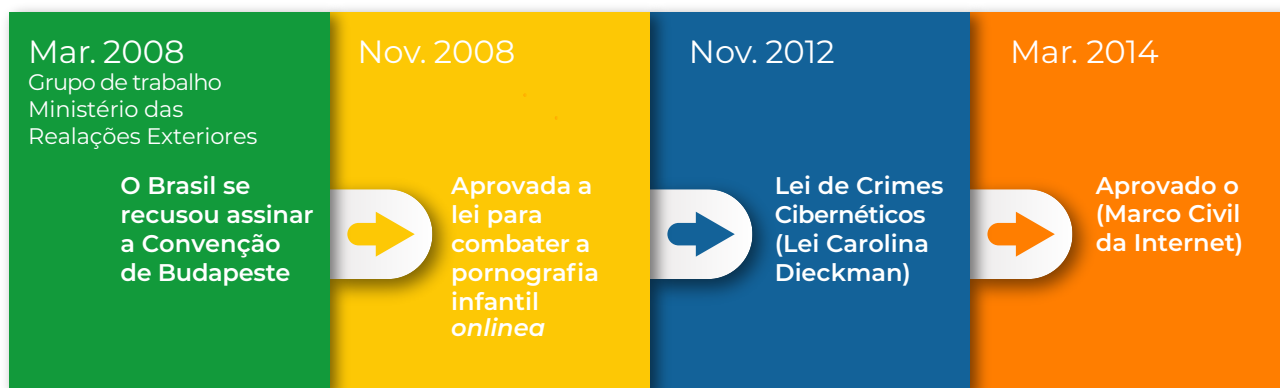 Mar. 2008
Grupo de trabalho
Ministério das
Realações Exteriores
O Brasil se
recusou assinar
a Convenção
de Budapeste
Nov. 2008
Aprovada a
lei para
combater a
pornografia
infantil
onlinea
Nov. 2012
Lei de Crimes
Cibernéticos
(Lei Carolina
Dieckman)
Mar. 2014
Aprovado o
(Marco Civil
da Internet)